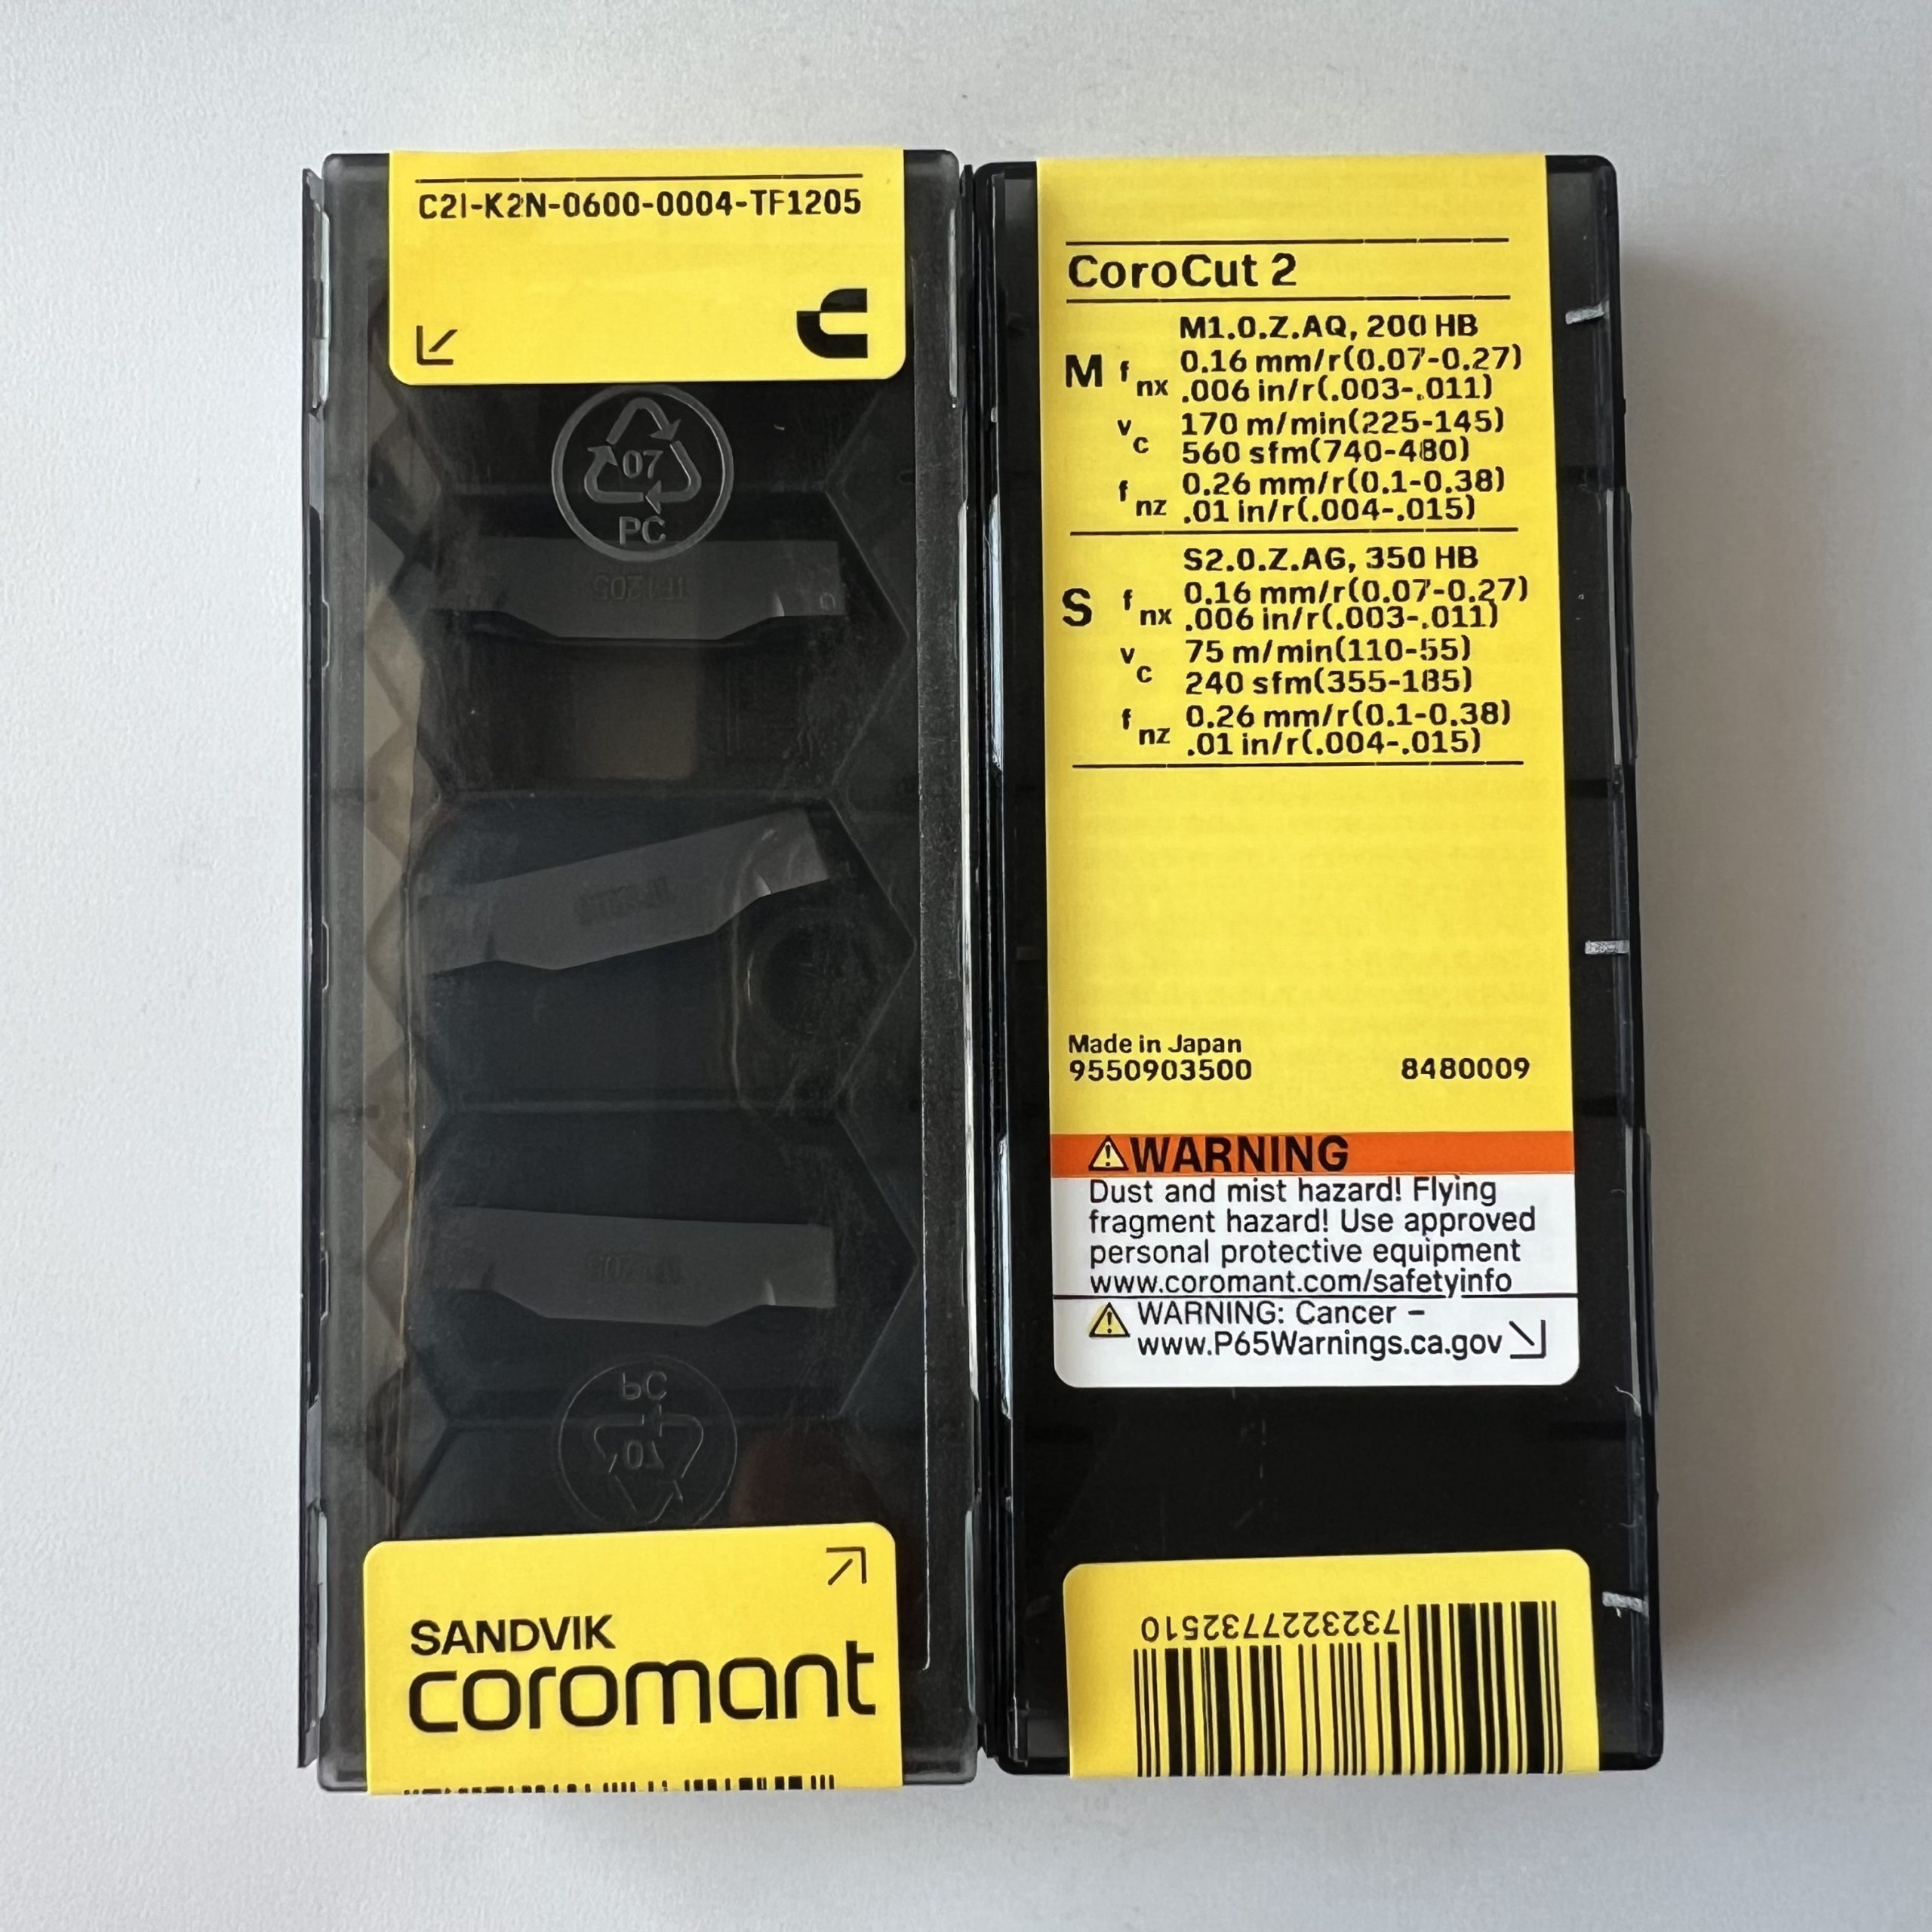 C2I-K2N-0600-0004-TF1205
07
PC
TF1205
PC
07
SANDVIK
coromant
CoroCut 2
M1.0.Z.AQ, 200 HB
M f nx 0.16 mm/r(0.07-0.27)
.006 in/r(.003-.011)
v c 170 m/min(225-145)
560 sfm(740-480)
f nz 0.26 mm/r(0.1-0.38)
.01 in/r(.004-.015)
S2.0.Z.AG, 350 HB
S f nx 0.16 mm/r(0.07-0.27)
.006 in/r(.003-.011)
v c 75 m/min(110-55)
240 sfm(355-185)
f nz 0.26 mm/r(0.1-0.38)
.01 in/r(.004-.015)
Made in Japan
9550903500 8480009
WARNING
Dust and mist hazard! Flying
fragment hazard! Use approved
personal protective equipment
www.coromant.com/safetyinfo
WARNING: Cancer –
www.P65Warnings.ca.gov
7323227732510